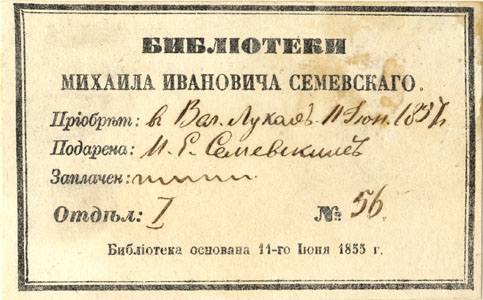 БИБЛІОТЕКИ
МИХАИЛА ИВАНОВИЧА СЕМЕВСКАГО.
Пріобрѣт: в Вел. Лукахъ 11 Іюн. 1857.
Подарена: М. Е. Семевскимъ
Заплачен:
Отдѣл: I № 56.
Библіотека основана 11-го Іюня 1855 г.